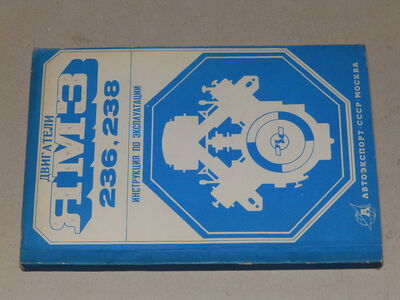 ДВИГАТЕЛИ
ЯМЗ
236, 238
ИНСТРУКЦИЯ ПО ЭКСПЛУАТАЦИИ
АВТОЭКСПОРТ·СССР·МОСКВА